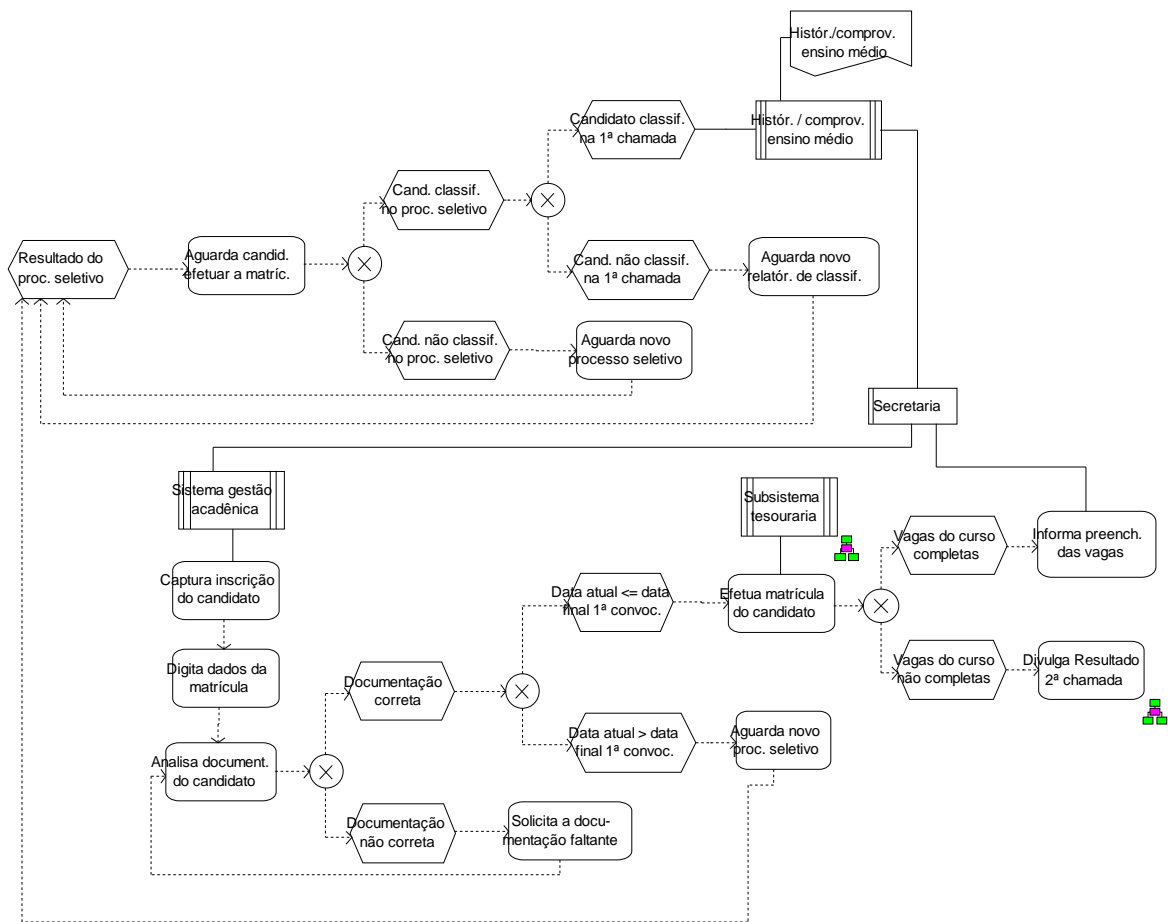 Histór./comprov.
ensino médio
Candidato classif.
na 1ª chamada
Histór. / comprov.
ensino médio
Cand. classif.
no proc. seletivo
Resultado do
proc. seletivo
Aguarda candid.
efetuar a matríc.
Cand. não classif.
na 1ª chamada
Aguarda novo
relatór. de classif.
Cand. não classif.
no proc. seletivo
Aguarda novo
processo seletivo
Secretaria
Sistema gestão
acadênica
Subsistema
tesouraria
Vagas do curso
completas
Informa preench.
das vagas
Captura inscrição
do candidato
Data atual <= data
final 1ª convoc.
Efetua matrícula
do candidato
Digita dados da
matrícula
Documentação
correta
Vagas do curso
não completas
Divulga Resultado
2ª chamada
Data atual > data
final 1ª convoc.
Aguarda novo
proc. seletivo
Analisa document.
do candidato
Documentação
não correta
Solicita a docu-
mentação faltante